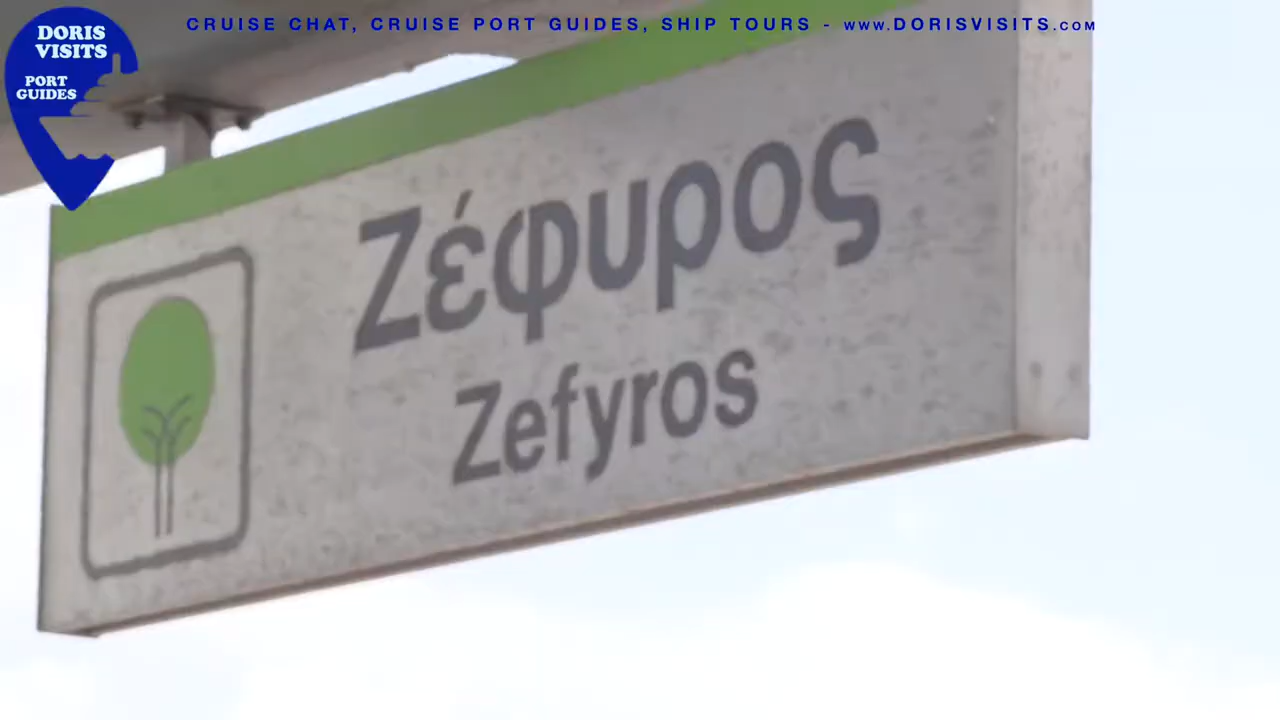 CRUISE CHAT, CRUISE PORT GUIDES, SHIP TOURS - WWW.DORISVISITS.COM
DORIS
VISITS
PORT
GUIDES
Ζέφυρος
Zefyros